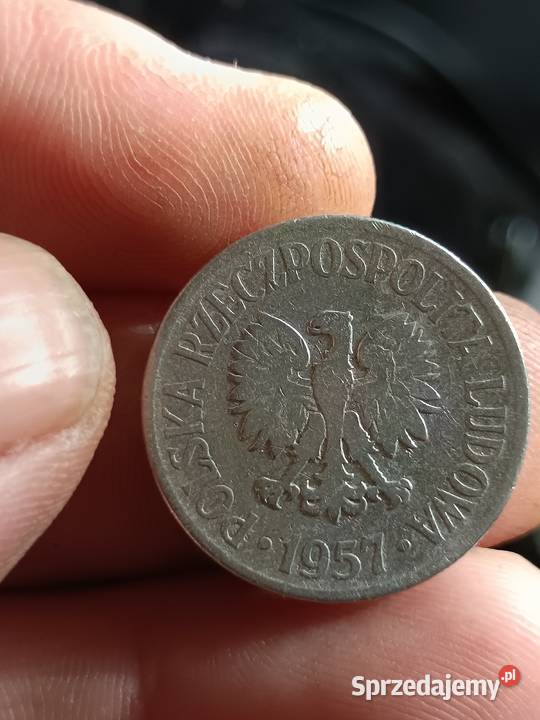 POLSKA RZECZPOSPOLITA LUDOWA
• 1957 •
Sprzedajemy.pl